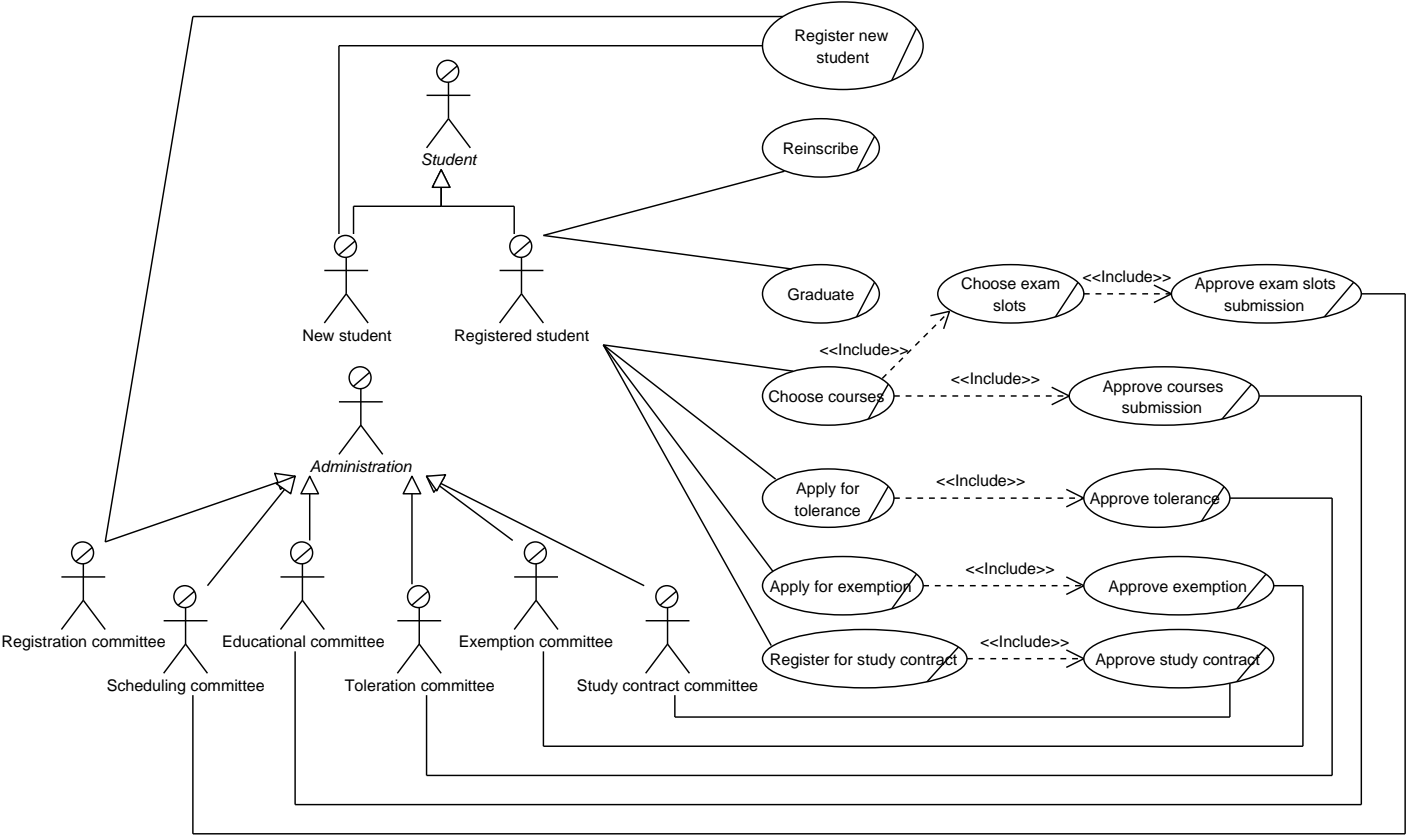 Register new
student
Student
Reinscribe
New student
Registered student
Graduate
Choose exam
slots
<<Include>>
Approve exam slots
submission
<<Include>>
Choose courses
<<Include>>
Approve courses
submission
Administration
Apply for
tolerance
<<Include>>
Approve tolerance
Apply for exemption
<<Include>>
Approve exemption
Register for study contract
<<Include>>
Approve study contract
Registration committee
Scheduling committee
Educational committee
Toleration committee
Exemption committee
Study contract committee